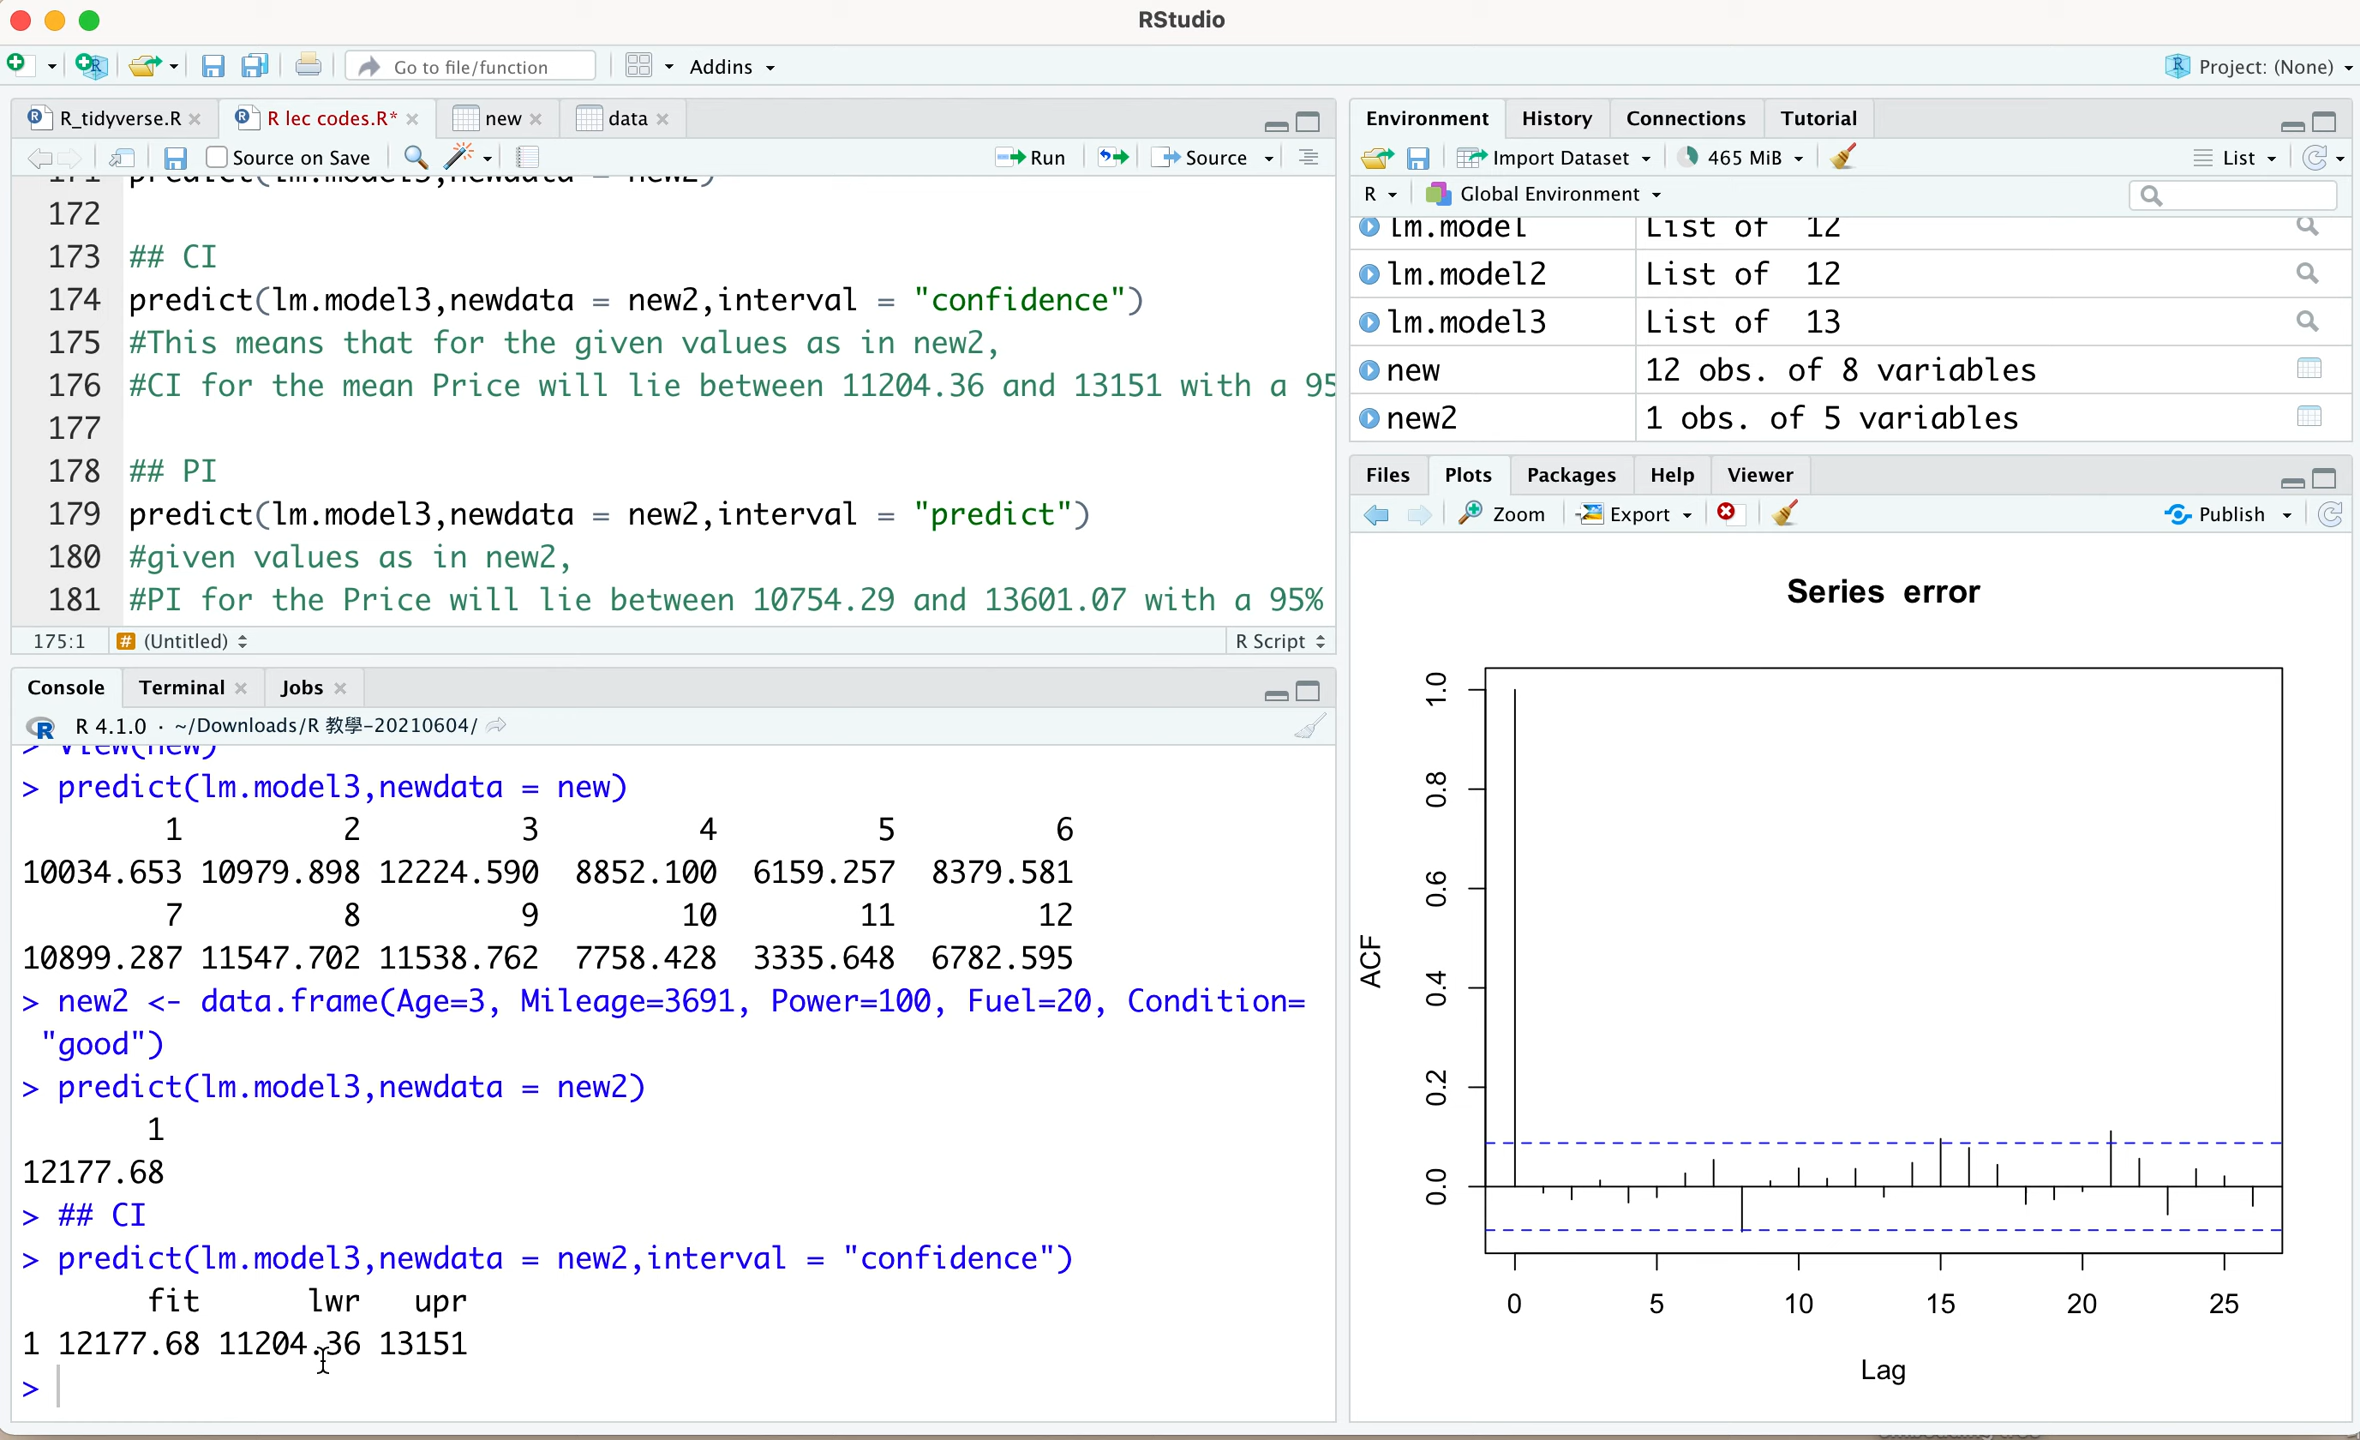 RStudio
Go to file/function
Addins
Project: (None)
R_tidyverse.R
R lec codes.R*
new
data
Source on Save
Run
Source
171 predict(lm.model3,newdata = new2)
172
173 ## CI
174 predict(lm.model3,newdata = new2,interval = "confidence")
175 #This means that for the given values as in new2,
176 #CI for the mean Price will lie between 11204.36 and 13151 with a 95
177
178 ## PI
179 predict(lm.model3,newdata = new2,interval = "predict")
180 #given values as in new2,
181 #PI for the Price will lie between 10754.29 and 13601.07 with a 95%
175:1
# (Untitled)
R Script
Console
Terminal
Jobs
R 4.1.0 · ~/Downloads/R 教學-20210604/
> View(new)
> predict(lm.model3,newdata = new)
1 2 3 4 5 6
10034.653 10979.898 12224.590 8852.100 6159.257 8379.581
7 8 9 10 11 12
10899.287 11547.702 11538.762 7758.428 3335.648 6782.595
> new2 <- data.frame(Age=3, Mileage=3691, Power=100, Fuel=20, Condition=
"good")
> predict(lm.model3,newdata = new2)
1
12177.68
> ## CI
> predict(lm.model3,newdata = new2,interval = "confidence")
fit lwr upr
1 12177.68 11204.36 13151
>
Environment
History
Connections
Tutorial
Import Dataset
465 MiB
List
R
Global Environment
lm.model List of 12
lm.model2 List of 12
lm.model3 List of 13
new 12 obs. of 8 variables
new2 1 obs. of 5 variables
Files
Plots
Packages
Help
Viewer
Zoom
Export
Publish
Series error
ACF
1.0
0.8
0.6
0.4
0.2
0.0
0 5 10 15 20 25
Lag